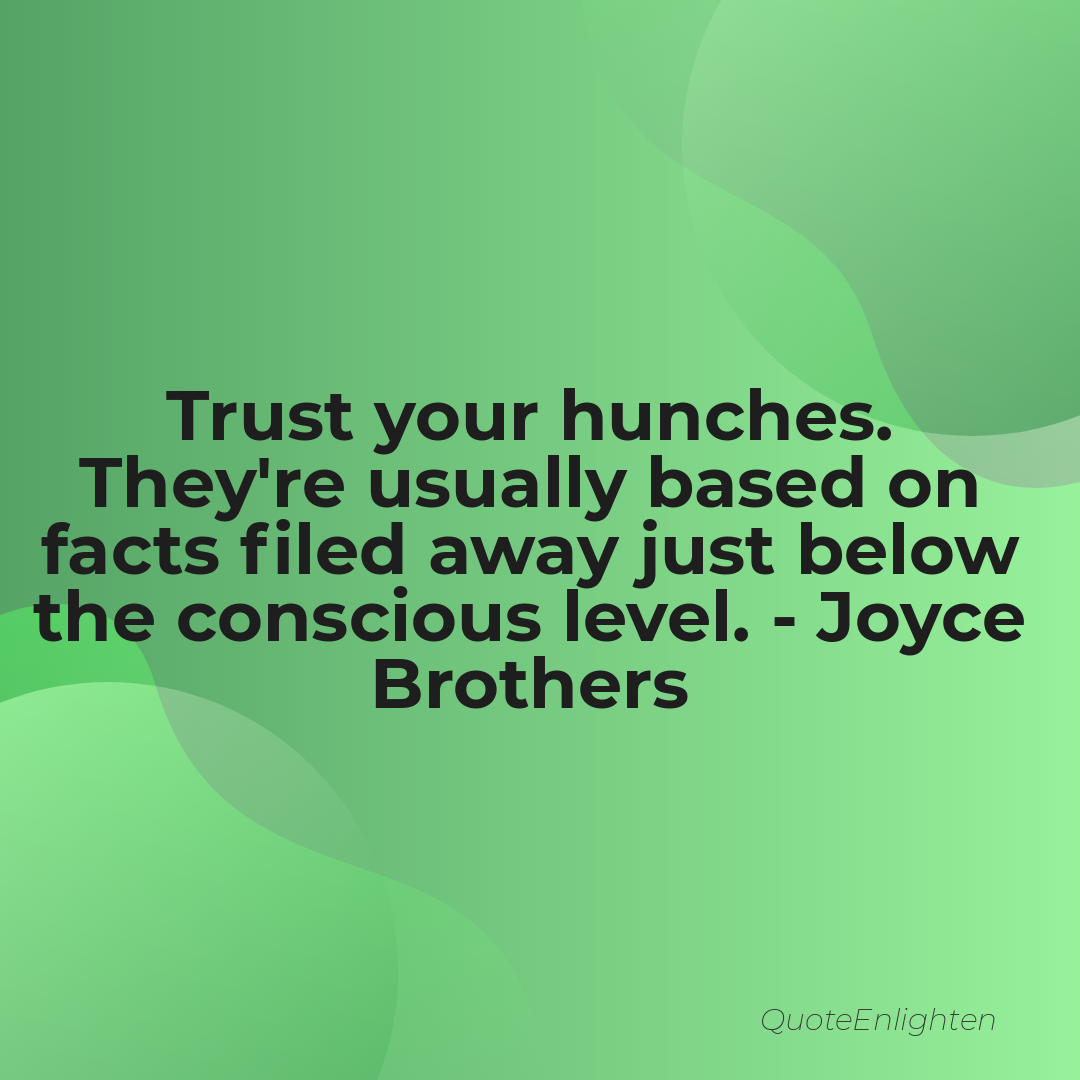 Trust your hunches.
They're usually based on
facts filed away just below
the conscious level. - Joyce
Brothers
QuoteEnlighten